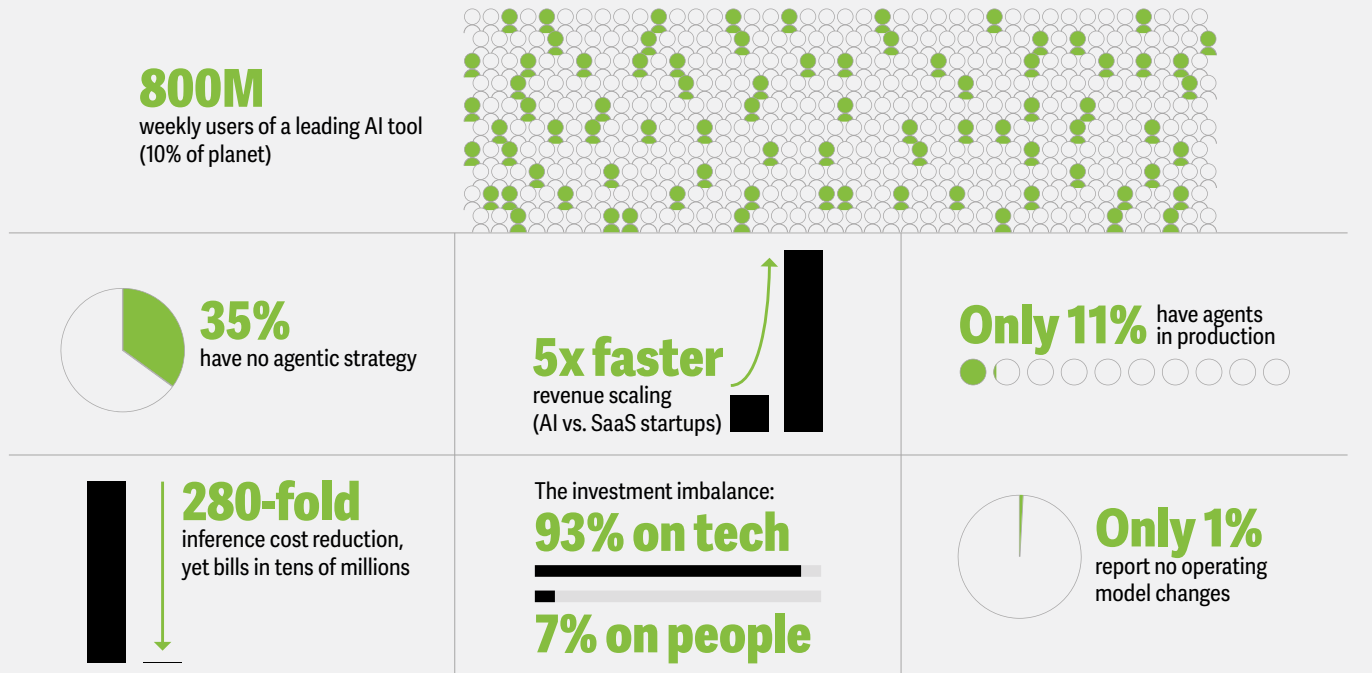 800M
weekly users of a leading AI tool
(10% of planet)
35%
have no agentic strategy
5x faster
revenue scaling
(AI vs. SaaS startups)
Only 11%
have agents
in production
280-fold
inference cost reduction,
yet bills in tens of millions
The investment imbalance:
93% on tech
7% on people
Only 1%
report no operating
model changes